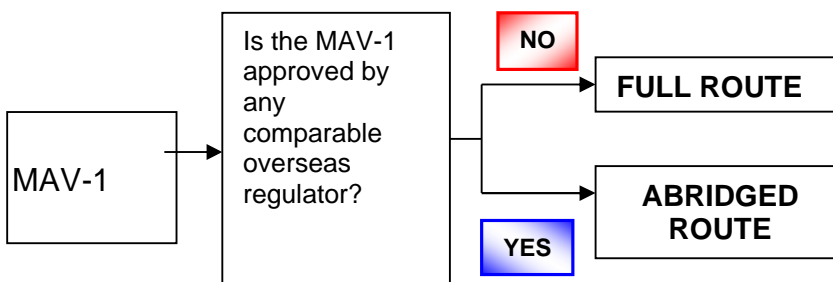 MAV-1
Is the MAV-1
approved by
any
comparable
overseas
regulator?
NO
FULL ROUTE
YES
ABRIDGED
ROUTE